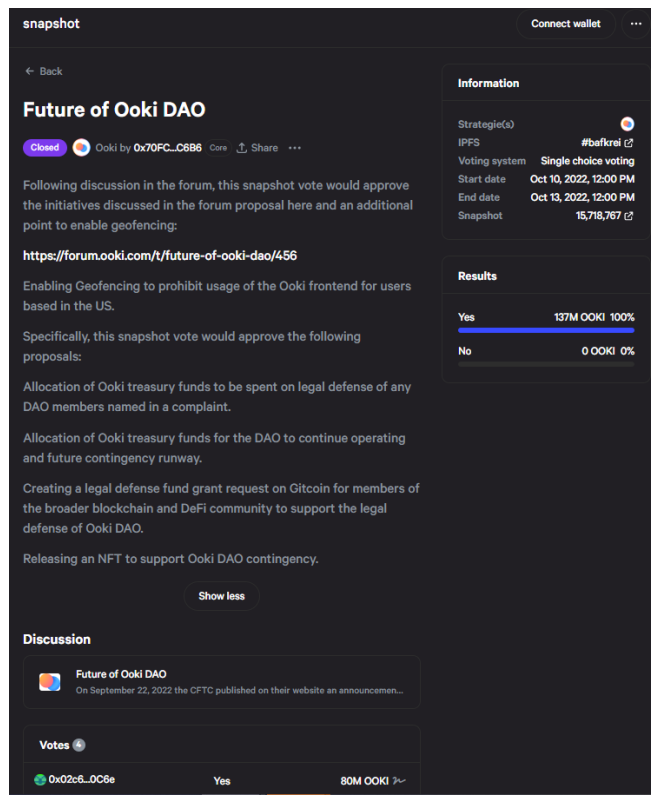 snapshot
Connect wallet
← Back
Future of Ooki DAO
Closed Ooki by 0x70FC...C6B6 Core Share
Following discussion in the forum, this snapshot vote would approve
the initiatives discussed in the forum proposal here and an additional
point to enable geofencing:
https://forum.ooki.com/t/future-of-ooki-dao/456
Enabling Geofencing to prohibit usage of the Ooki frontend for users
based in the US.
Specifically, this snapshot vote would approve the following
proposals:
Allocation of Ooki treasury funds to be spent on legal defense of any
DAO members named in a complaint.
Allocation of Ooki treasury funds for the DAO to continue operating
and future contingency runway.
Creating a legal defense fund grant request on Gitcoin for members of
the broader blockchain and DeFi community to support the legal
defense of Ooki DAO.
Releasing an NFT to support Ooki DAO contingency.
Show less
Discussion
Future of Ooki DAO
On September 22, 2022 the CFTC published on their website an announcemen...
Votes 4
0x02c6...0C6e Yes 80M OOKI
Information
Strategie(s)
IPFS #bafkrei
Voting system Single choice voting
Start date Oct 10, 2022, 12:00 PM
End date Oct 13, 2022, 12:00 PM
Snapshot 15,718,767
Results
Yes 137M OOKI 100%
No 0 OOKI 0%